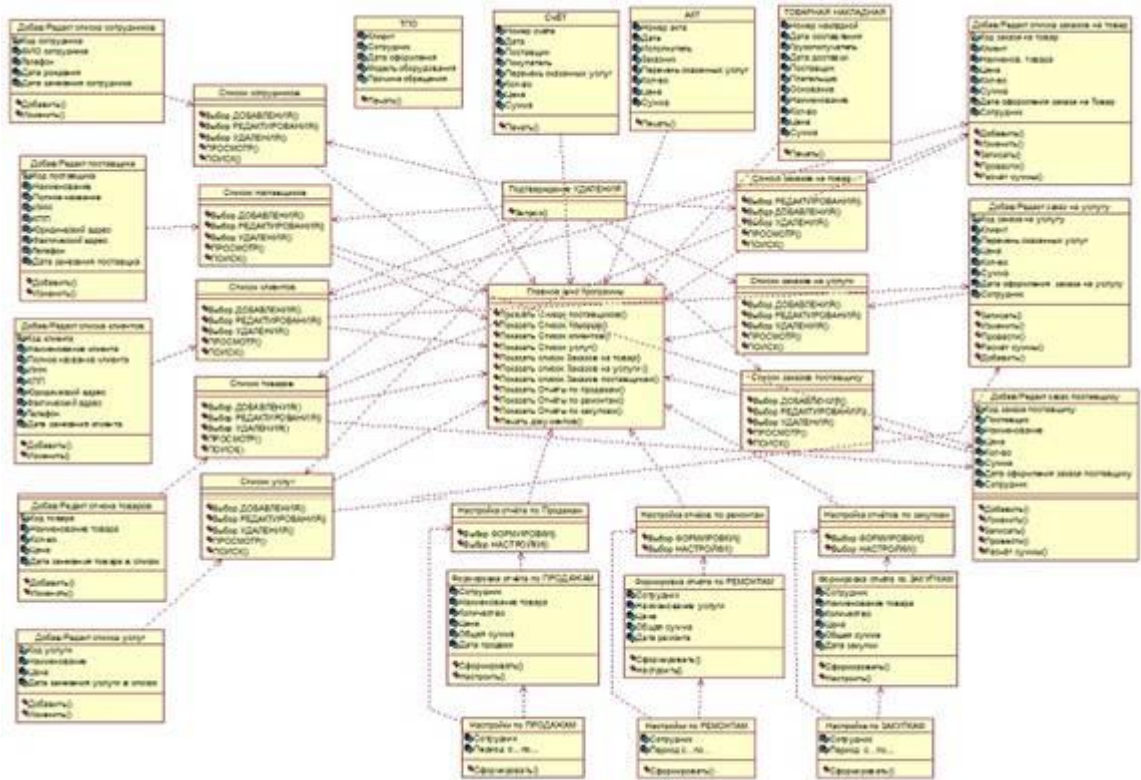 Добав/Редакт списка сотрудников
Код сотрудника
ФИО сотрудника
Телефон
Дата рождения
Дата занесения сотрудника
Добавить()
Изменить()
Список сотрудников
Выбор ДОБАВЛЕНИЯ()
Выбор РЕДАКТИРОВАНИЯ()
Выбор УДАЛЕНИЯ()
ПРОСМОТР()
ПОИСК()
ТПО
Клиент
Сотрудник
Дата оформления
Модель оборудования
Причина обращения
Печать()
СЧЕТ
Номер счёта
Дата
Поставщик
Покупатель
Перечень оказанных услуг
Кол-во
Цена
Сумма
Печать()
АКТ
Номер акта
Дата
Исполнитель
Заказчик
Перечень оказанных услуг
Кол-во
Цена
Сумма
Печать()
ТОВАРНАЯ НАКЛАДНАЯ
Номер накладной
Дата составления
Грузополучатель
Дата доставки
Поставщик
Плательщик
Основание
Наименование
Кол-во
Цена
Сумма
Печать()
Добав/Редакт списка заказов на товар
Код заказа на товар
Клиент
Наименов. товара
Цена
Кол-во
Сумма
Дата оформления заказа на Товар
Сотрудник
Добавить()
Изменить()
Записать()
Провести()
Расчёт суммы()
Добав/Редакт поставщика
Код поставщика
Наименование
Полное название
ИНН
КПП
Юридический адрес
Фактический адрес
Телефон
Дата занесения поставщика
Добавить()
Изменить()
Список поставщиков
Выбор ДОБАВЛЕНИЯ()
Выбор РЕДАКТИРОВАНИЯ()
Выбор УДАЛЕНИЯ()
ПРОСМОТР()
ПОИСК()
Подтверждение УДАЛЕНИЯ
Список Заказов на товар
Выбор РЕДАКТИРОВАНИЯ()
Выбор ДОБАВЛЕНИЯ()
Выбор УДАЛЕНИЯ()
ПРОСМОТР()
ПОИСК()
Добав/Редакт заказ на услугу
Код заказа на услугу
Клиент
Перечень оказанных услуг
Цена
Кол-во
Сумма
Дата оформления заказа на услугу
Сотрудник
Записать()
Изменить()
Провести()
Расчёт суммы()
Добавить()
Список клиентов
Выбор ДОБАВЛЕНИЯ()
Выбор РЕДАКТИРОВАНИЯ()
Выбор УДАЛЕНИЯ()
ПРОСМОТР()
ПОИСК()
Главное окно программы
Показать Список поставщиков()
Показать Список клиентов()
Показать Список услуг()
Показать список Заказов на товар()
Показать список Заказов на услуги()
Показать список Заказов поставщикам()
Показать Отчёты по продажам()
Показать Отчёты по ремонтам()
Показать Отчёты по закупкам()
Печать документов()
Список заказов на услуги
Выбор ДОБАВЛЕНИЯ()
Выбор РЕДАКТИРОВАНИЯ()
Выбор УДАЛЕНИЯ()
ПРОСМОТР()
ПОИСК()
Добав/Редакт списка клиентов
Код клиента
Наименование клиента
Полное название клиента
ИНН
КПП
Юридический адрес
Фактический адрес
Телефон
Дата занесения клиента
Добавить()
Изменить()
Список товаров
Выбор ДОБАВЛЕНИЯ()
Выбор РЕДАКТИРОВАНИЯ()
Выбор УДАЛЕНИЯ()
ПРОСМОТР()
ПОИСК()
Список заказов поставщику
Выбор ДОБАВЛЕНИЯ()
Выбор РЕДАКТИРОВАНИЯ()
Выбор УДАЛЕНИЯ()
ПРОСМОТР()
ПОИСК()
Добав/Редакт заказ поставщику
Код заказа поставщику
Поставщик
Наименование
Цена
Кол-во
Сумма
Дата оформления заказа поставщику
Сотрудник
Добавить()
Изменить()
Записать()
Провести()
Расчёт суммы()
Добав/Редакт списка товаров
Код товара
Наименование товара
Кол-во
Цена
Дата занесения товара в список
Добавить()
Изменить()
Список услуг
Выбор ДОБАВЛЕНИЯ()
Выбор РЕДАКТИРОВАНИЯ()
Выбор УДАЛЕНИЯ()
ПРОСМОТР()
ПОИСК()
Настройка отчёта по Продажам
Выбор ФОРМИРОВКИ()
Выбор НАСТРОЙКИ()
Настройка отчётов по ремонтам
Выбор ФОРМИРОВКИ()
Выбор НАСТРОЙКИ()
Настройка отчётов по закупкам
Выбор ФОРМИРОВКИ()
Выбор НАСТРОЙКИ()
Формировка отчёта по ПРОДАЖАМ
Сотрудник
Наименование товара
Количество
Цена
Общая сумма
Дата продажи
Сформировать()
Настроить()
Формировка отчёта по РЕМОНТАМ
Сотрудник
Наименование услуги
Цена
Общая сумма
Дата ремонта
Сформировать()
Настроить()
Формировка отчёта по ЗАКУПКАМ
Сотрудник
Наименование товара
Количество
Цена
Общая сумма
Дата закупки
Сформировать()
Настроить()
Добав/Редакт списка услуг
Код услуги
Наименование
Цена
Дата занесения услуги в список
Добавить()
Изменить()
Настройки по ПРОДАЖАМ
Сотрудник
Период с... по...
Сформировать()
Настройки по РЕМОНТАМ
Сотрудник
Период с... по...
Сформировать()
Настройка по ЗАКУПКАМ
Сотрудник
Период с... по...
Сформировать()